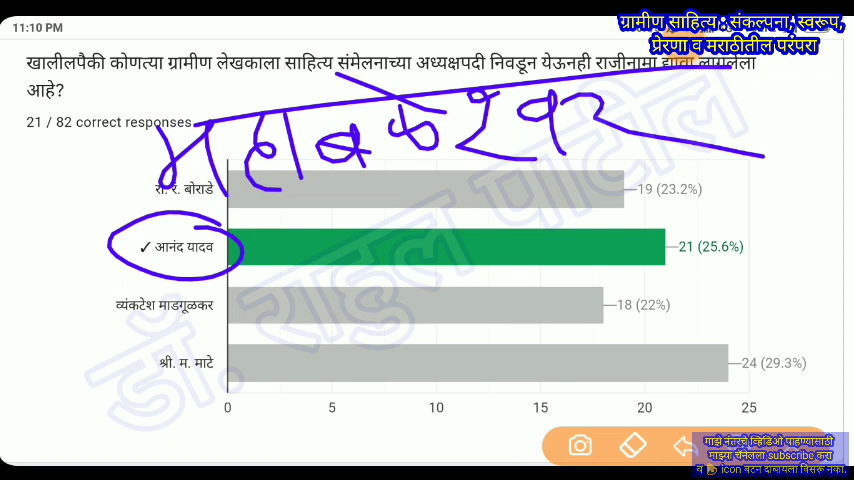 11:10 PM
ग्रामीण साहित्य : संकल्पना, स्वरूप,
प्रेरणा व मराठीतील परंपरा
खालीलपैकी कोणत्या ग्रामीण लेखकाला साहित्य संमेलनाच्या अध्यक्षपदी निवडून येऊनही राजीनामा द्यावा लागलेला
आहे?
21 / 82 correct responses
महाबळेश्वर
रा. र. बोराडे
19 (23.2%)
✓ आनंद यादव
21 (25.6%)
व्यंकटेश माडगूळकर
18 (22%)
श्री. म. माटे
24 (29.3%)
0 5 10 15 20 25
डॉ. राहुल पाटील
माझे नंतरचे व्हिडिओ पाहण्यासाठी
माझ्या चॅनेलला subscribe करा
व 🔔 icon बटन दाबायला विसरू नका.